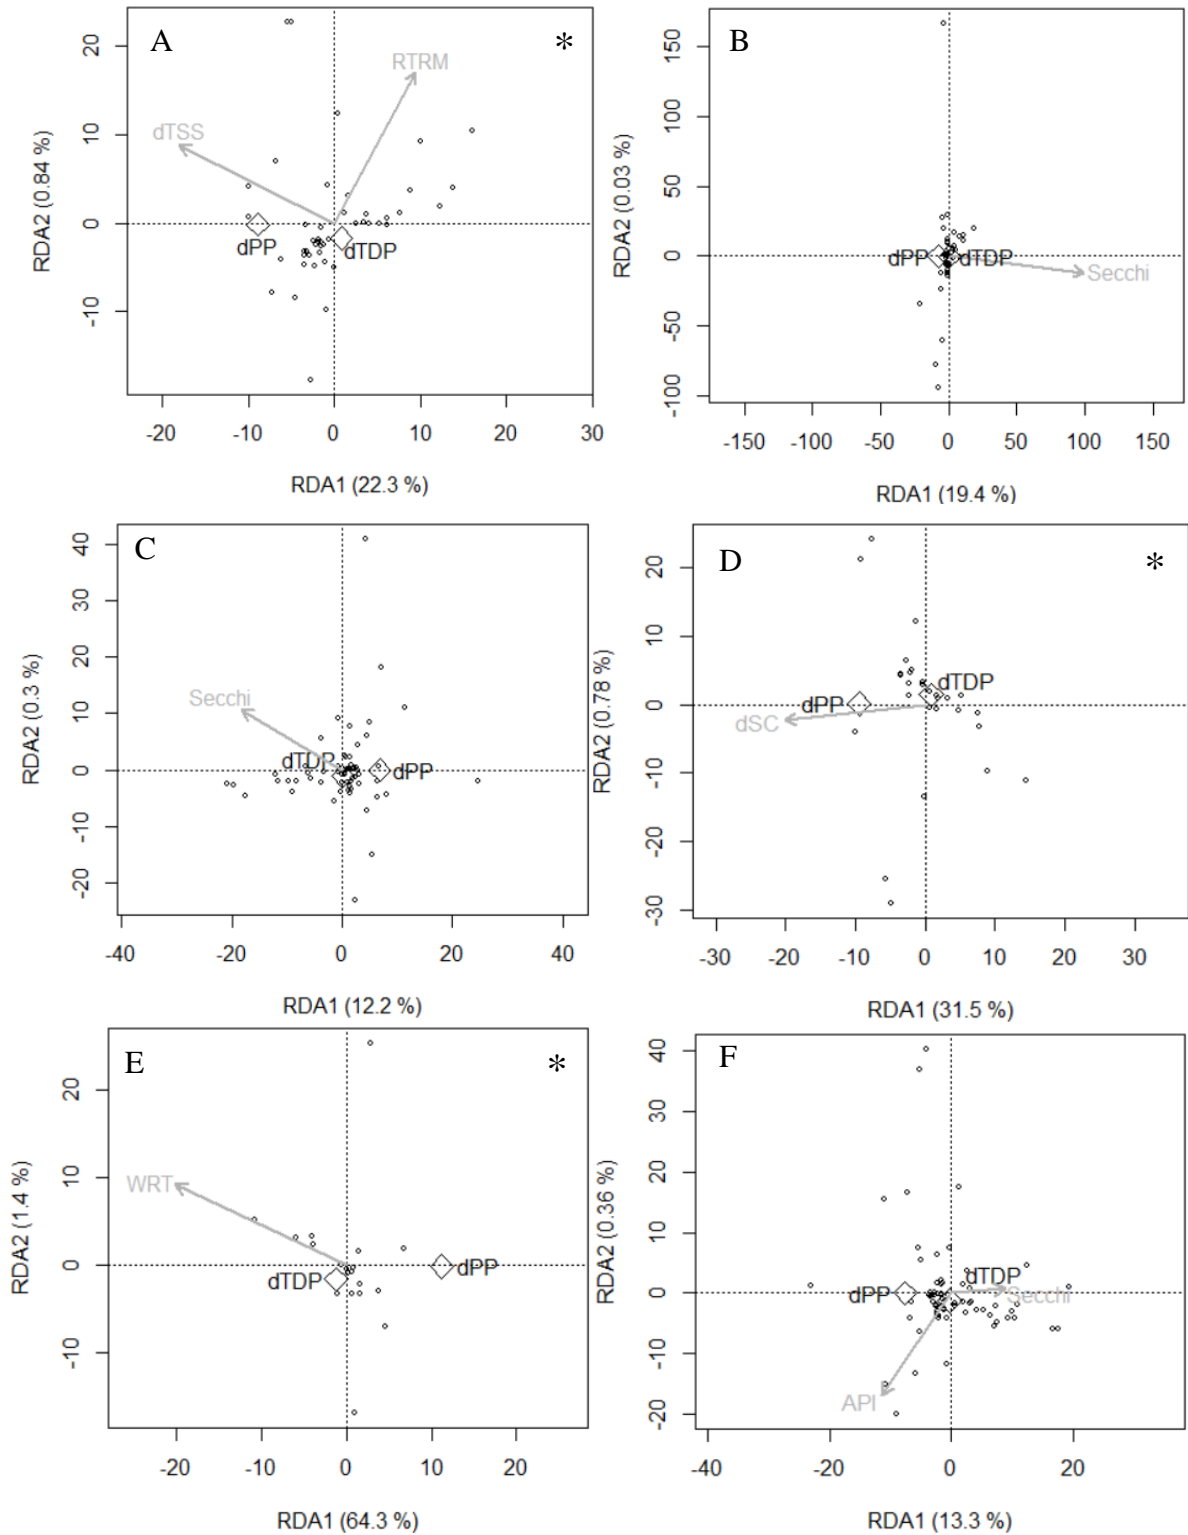 A
*
RTRM
dTSS
dPP
dTDP
20
10
0
-10
RDA2 (0.84 %)
-20
-10
0
10
20
30
RDA1 (22.3 %)
B
dPP
dTDP
Secchi
150
100
50
0
-50
-100
RDA2 (0.03 %)
-150
-100
-50
0
50
100
150
RDA1 (19.4 %)
C
Secchi
dTDP
dPP
40
30
20
10
0
-10
-20
RDA2 (0.3 %)
-40
-20
0
20
40
RDA1 (12.2 %)
D
*
dTDP
dPP
dSC
20
10
0
-10
-20
-30
RDA2 (0.78 %)
-30
-20
-10
0
10
20
30
RDA1 (31.5 %)
E
*
WRT
dTDP
dPP
20
10
0
-10
RDA2 (1.4 %)
-20
-10
0
10
20
RDA1 (64.3 %)
F
dTDP
dPP
Secchi
API
40
30
20
10
0
-10
-20
RDA2 (0.36 %)
-40
-20
0
20
RDA1 (13.3 %)